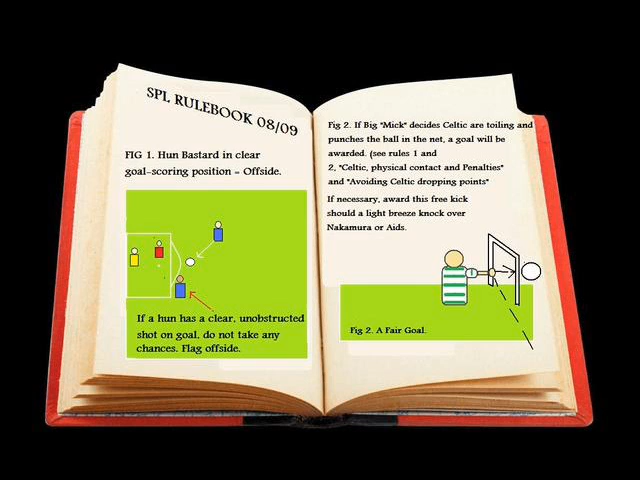 SPL RULEBOOK 08/09
FIG 1. Hun Bastard in clear
goal-scoring position = Offside.
If a hun has a clear, unobstructed
shot on goal, do not take any
chances. Flag offside.
Fig 2. If Big "Mick" decides Celtic are toiling and
punches the ball in the net, a goal will be
awarded. (see rules 1 and
2, "Celtic, physical contact and Penalties"
and "Avoiding Celtic dropping points"
If necessary, award this free kick
should a light breeze knock over
Nakamura or Aids.
Fig 2. A Fair Goal.